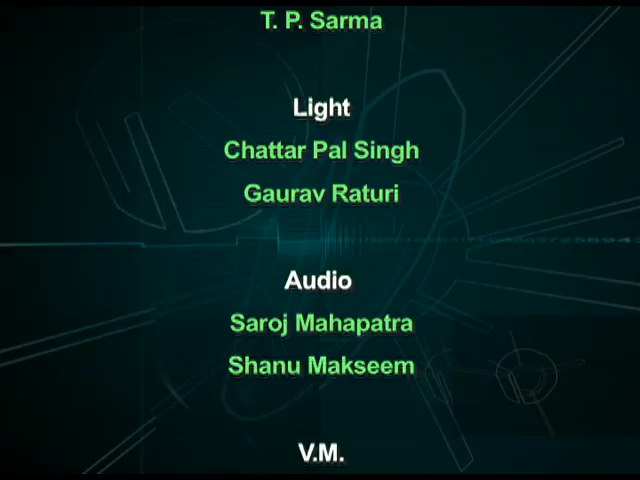 T. P. Sarma
Light
Chattar Pal Singh
Gaurav Raturi
Audio
Saroj Mahapatra
Shanu Makseem
V.M.